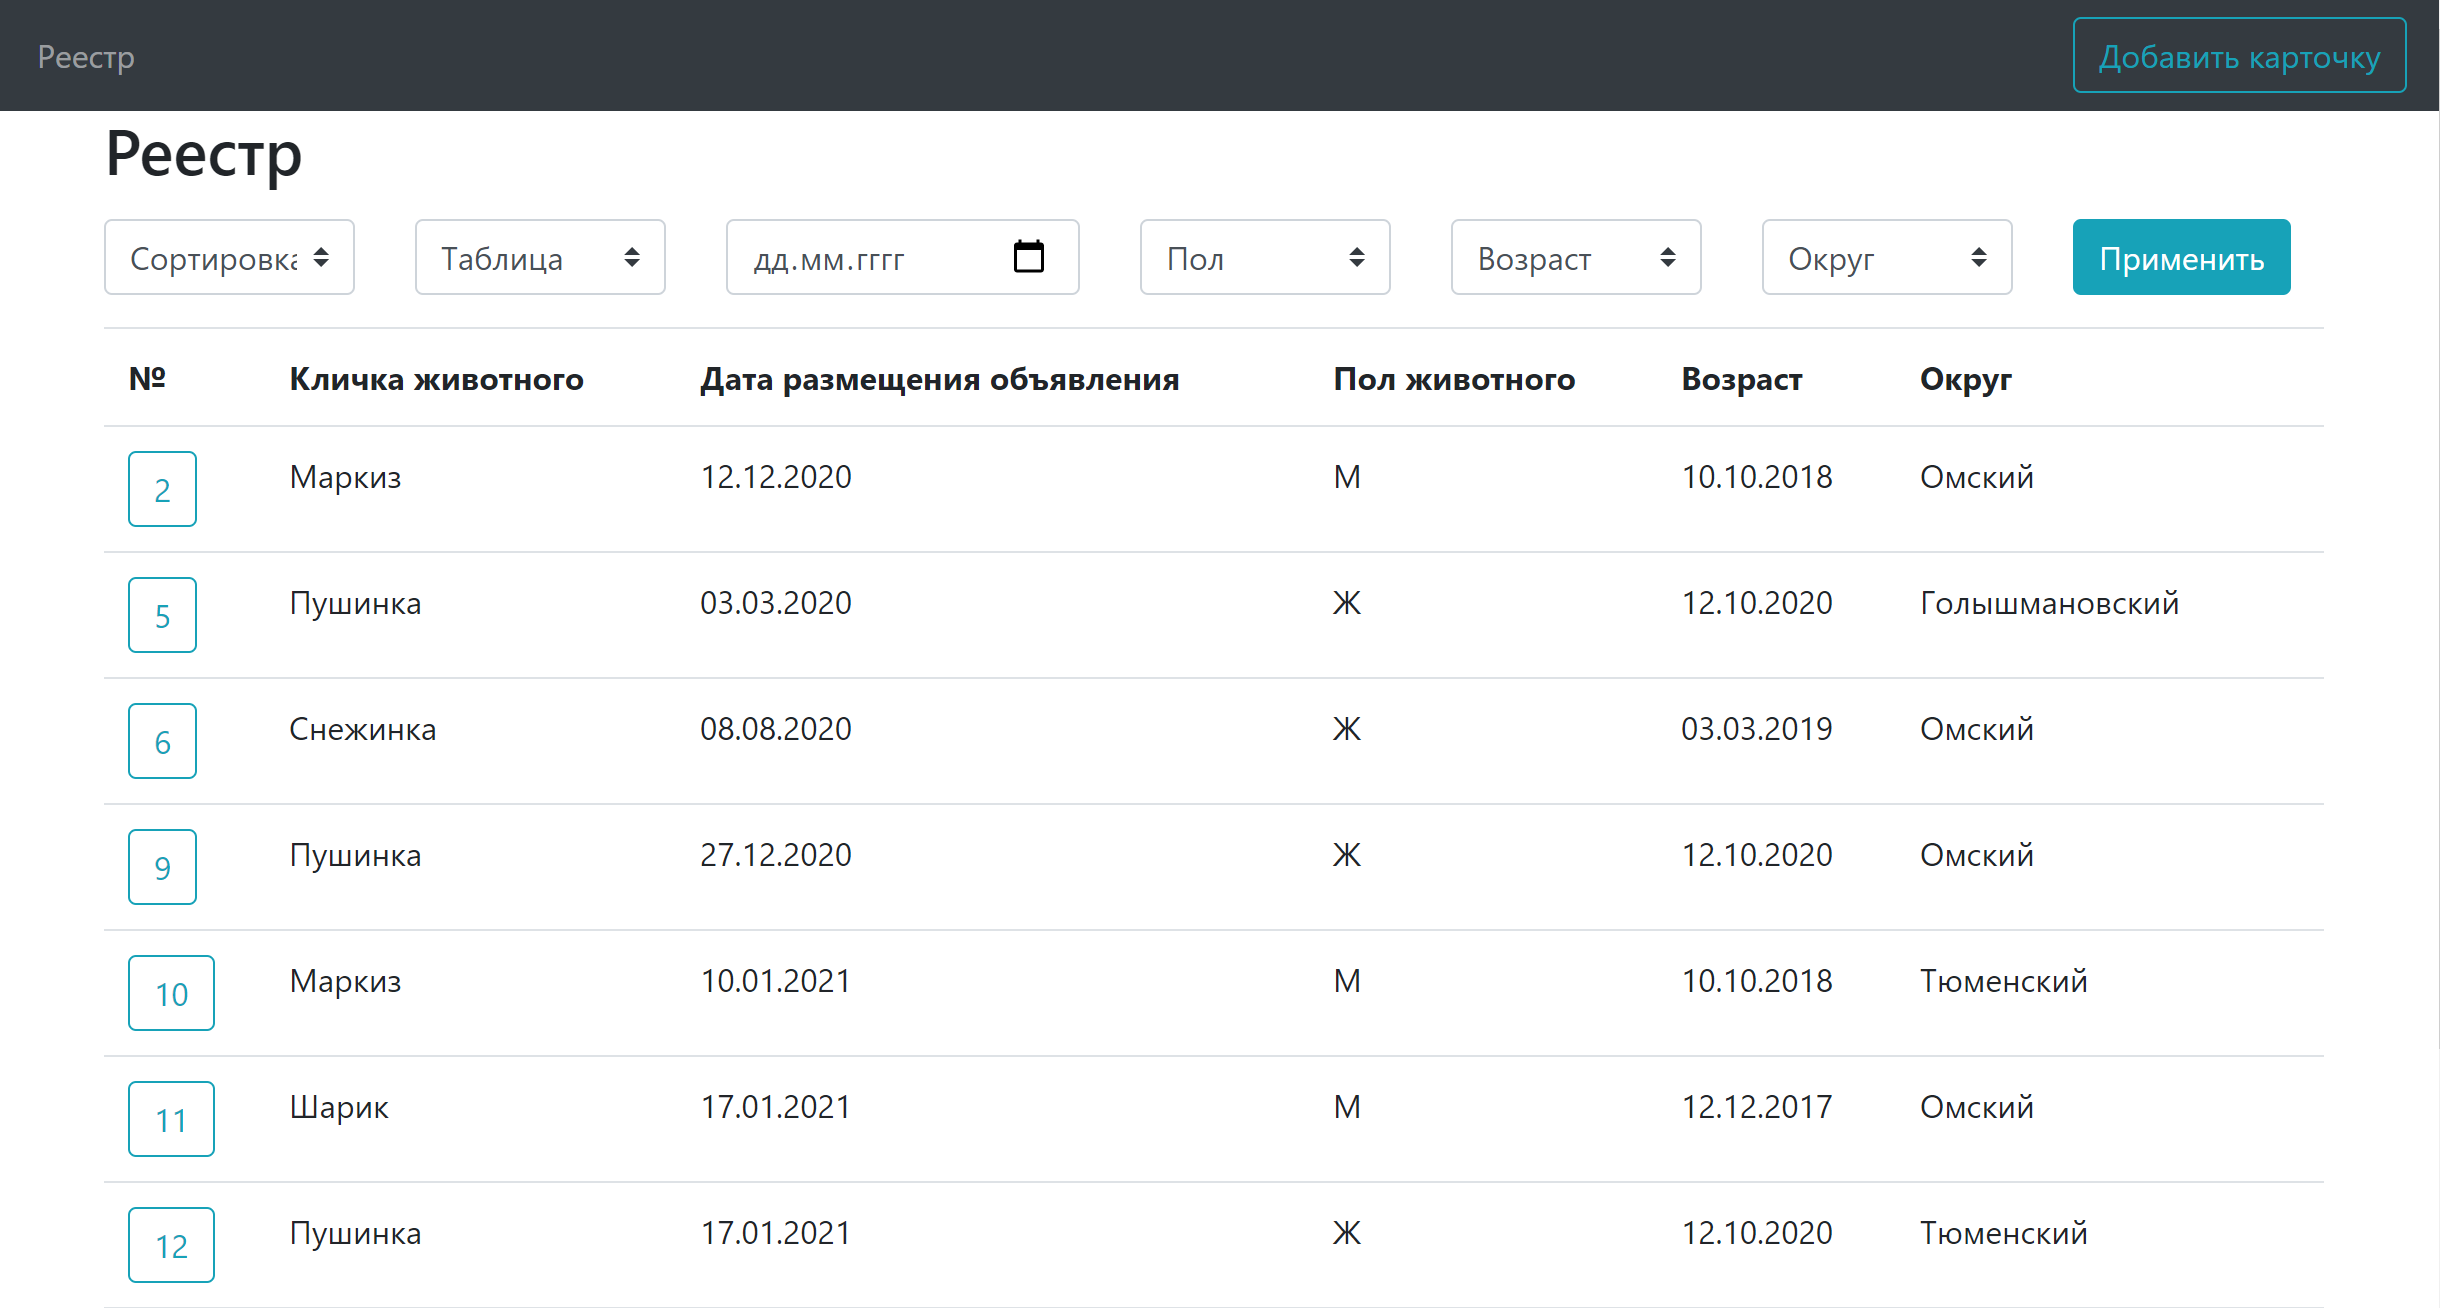 Реестр Добавить карточку
Реестр
Сортировка Таблица дд.мм.гггг Пол Возраст Округ Применить
№ Кличка животного Дата размещения объявления Пол животного Возраст Округ
2 Маркиз 12.12.2020 М 10.10.2018 Омский
5 Пушинка 03.03.2020 Ж 12.10.2020 Голышмановский
6 Снежинка 08.08.2020 Ж 03.03.2019 Омский
9 Пушинка 27.12.2020 Ж 12.10.2020 Омский
10 Маркиз 10.01.2021 М 10.10.2018 Тюменский
11 Шарик 17.01.2021 М 12.12.2017 Омский
12 Пушинка 17.01.2021 Ж 12.10.2020 Тюменский